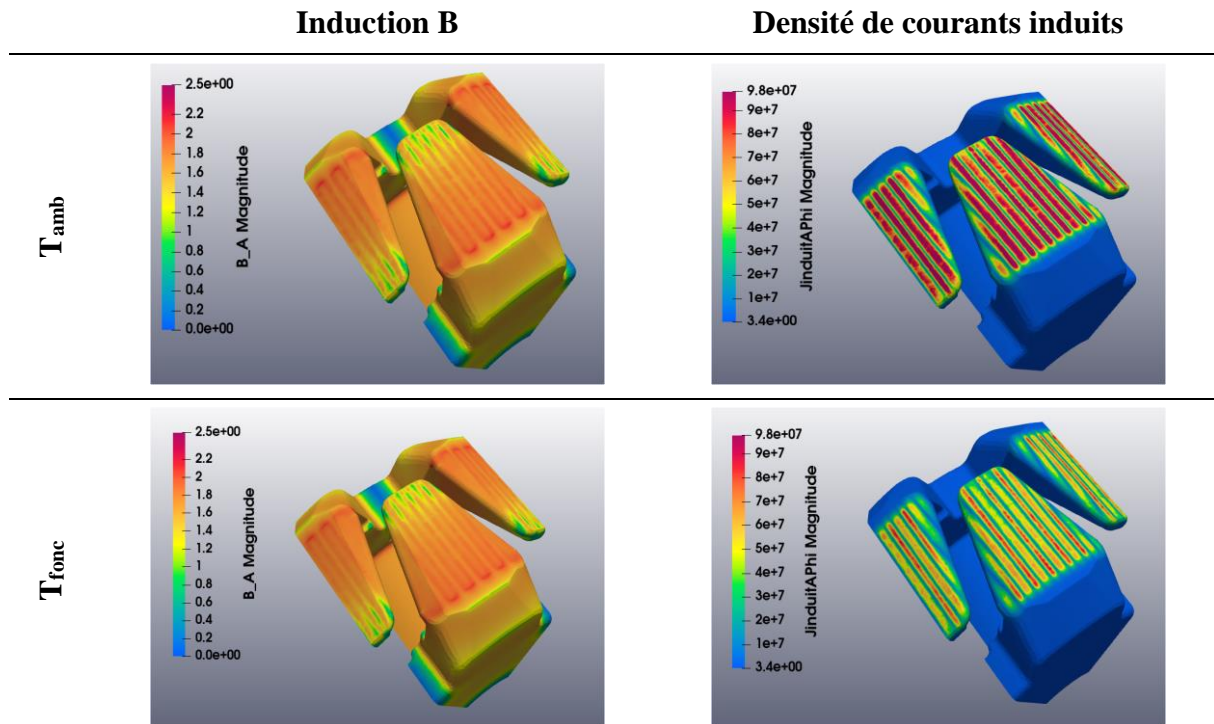 Induction B
Densité de courants induits
T_amb
2.5e+00
2.2
2
1.8
1.6
1.4
1.2
1
0.8
0.6
0.4
0.2
0.0e+00
B_A Magnitude
9.8e+07
9e+7
8e+7
7e+7
6e+7
5e+7
4e+7
3e+7
2e+7
1e+7
3.4e+00
JinduitAPhi Magnitude
T_fonc
2.5e+00
2.2
2
1.8
1.6
1.4
1.2
1
0.8
0.6
0.4
0.2
0.0e+00
B_A Magnitude
9.8e+07
9e+7
8e+7
7e+7
6e+7
5e+7
4e+7
3e+7
2e+7
1e+7
3.4e+00
JinduitAPhi Magnitude